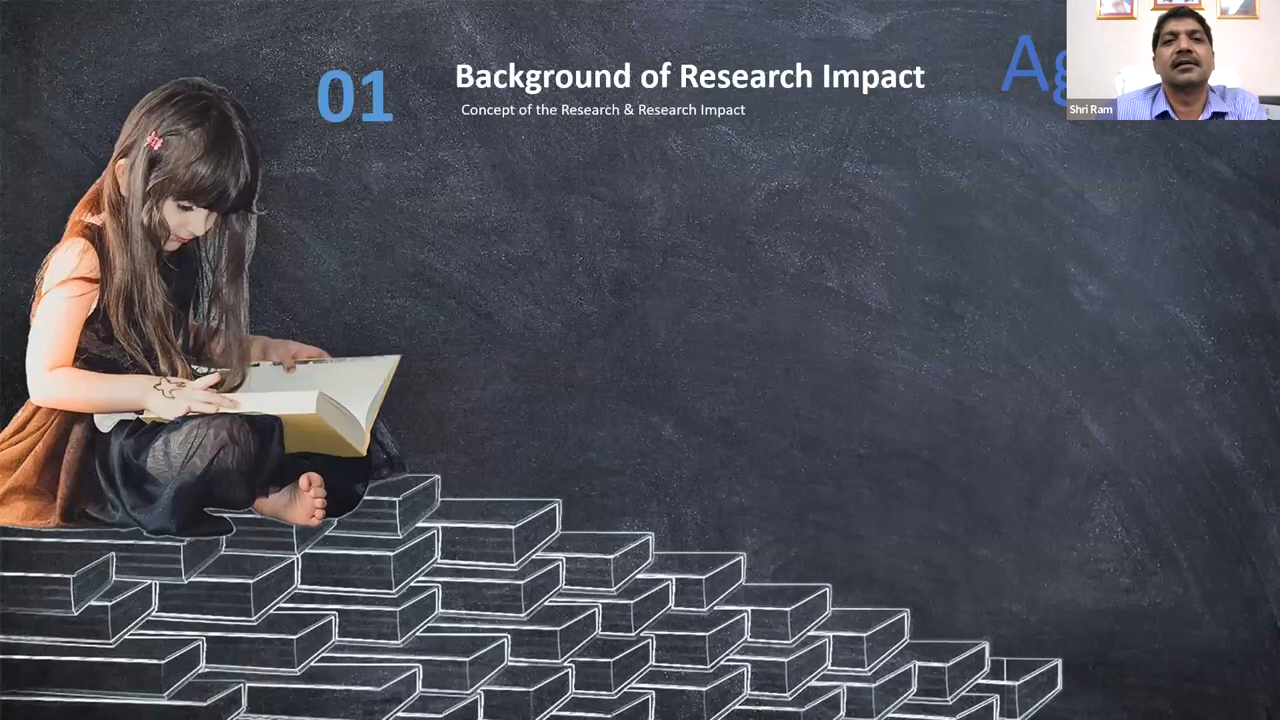 01
Background of Research Impact
Concept of the Research & Research Impact
Shri Ram